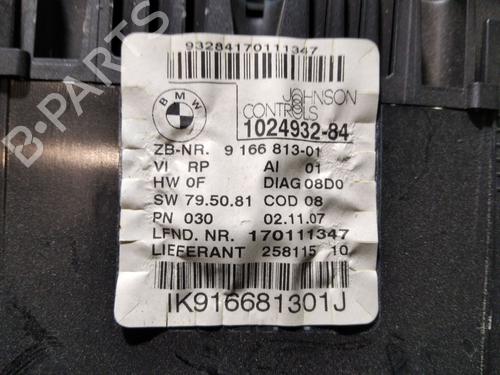 93284170111347
BMW
JOHNSON
CONTROLS
1024932-84
ZB-NR. 9 166 813-01
VI RP AI 01
HW 0F DIAG 08D0
SW 79.50.81 COD 08
PN 030 02.11.07
LFND. NR. 170111347
LIEFERANT 258115 10
IK916681301J
B-PARTS